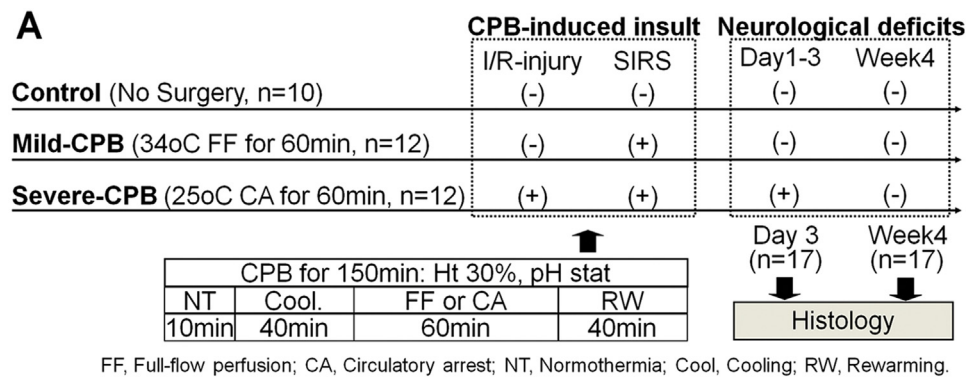 A
CPB-induced insult Neurological deficits
I/R-injury SIRS Day1-3 Week4
Control (No Surgery, n=10) (-) (-) (-) (-)
Mild-CPB (34oC FF for 60min, n=12) (-) (+) (-) (-)
Severe-CPB (25oC CA for 60min, n=12) (+) (+) (+) (-)
Day 3 Week4
(n=17) (n=17)
CPB for 150min: Ht 30%, pH stat
NT Cool. FF or CA RW
10min 40min 60min 40min
Histology
FF, Full-flow perfusion; CA, Circulatory arrest; NT, Normothermia; Cool, Cooling; RW, Rewarming.